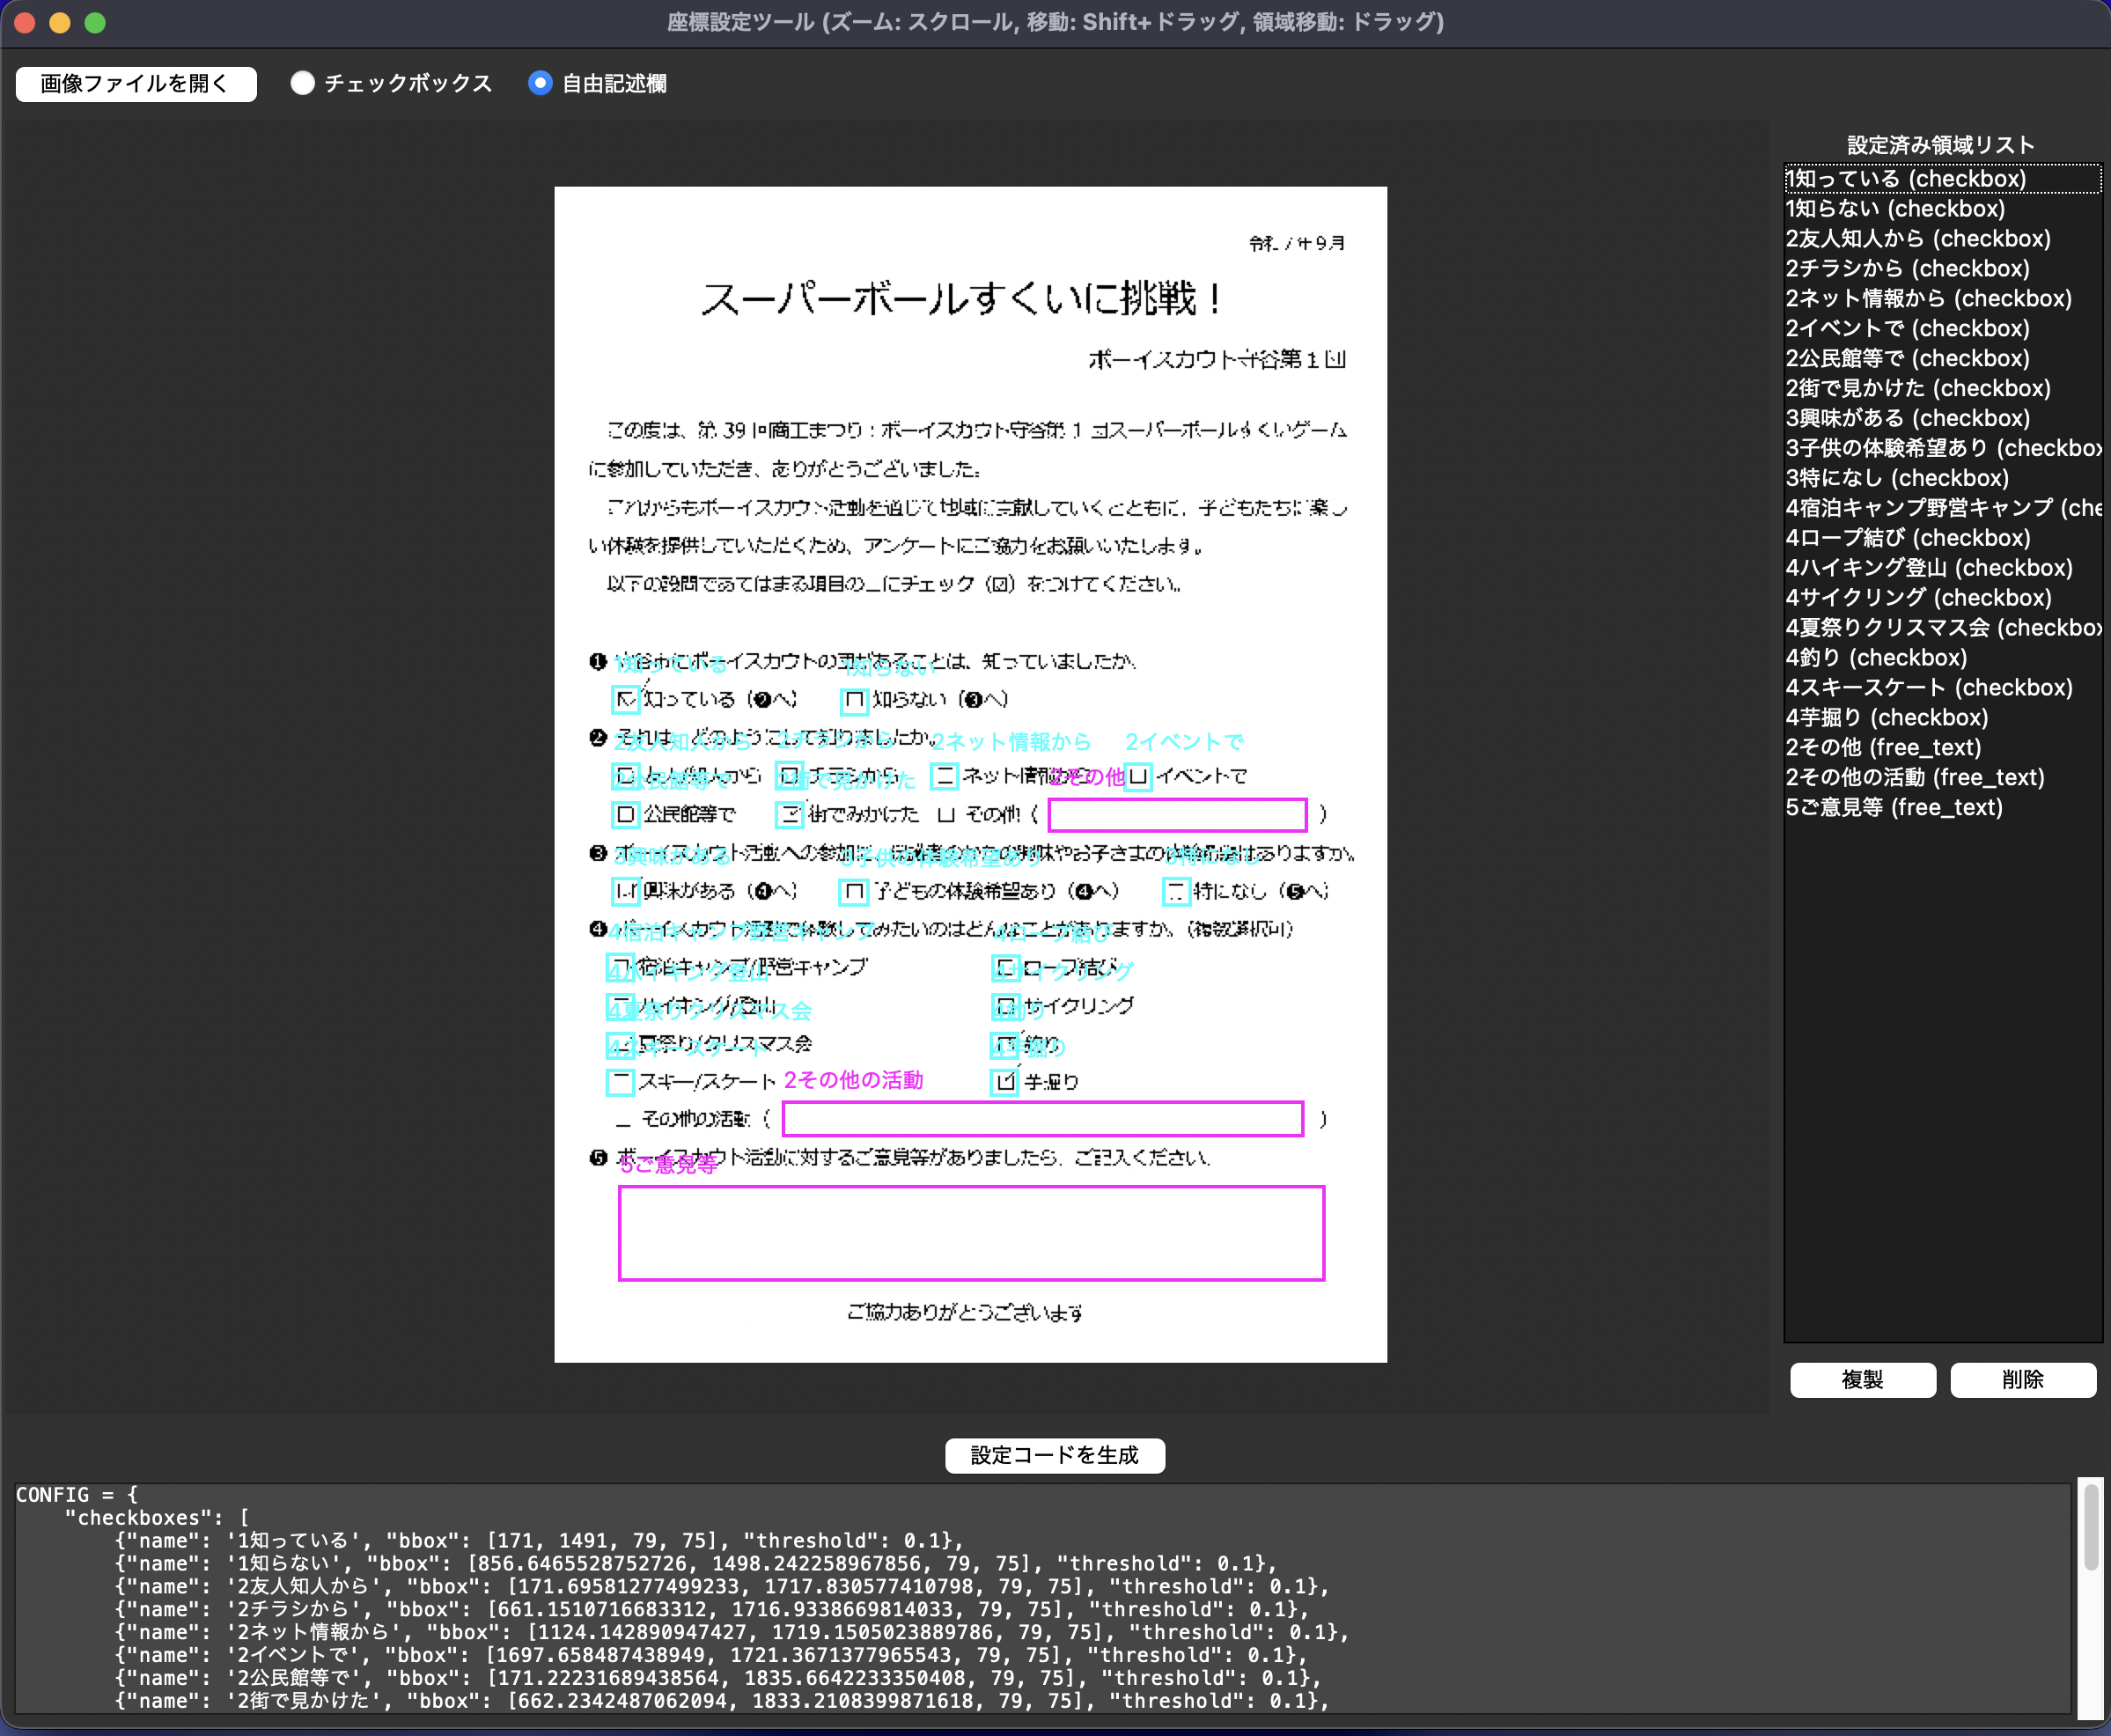 座標設定ツール (ズーム: スクロール, 移動: Shift+ドラッグ, 領域移動: ドラッグ)
画像ファイルを開く
チェックボックス
自由記述欄
令和7年9月
スーパーボールすくいに挑戦！
ボーイスカウト守谷第1団
この度は、第39回商工まつり：ボーイスカウト守谷第1団スーパーボールすくいゲーム
に参加していただき、ありがとうございました。
これからもボーイスカウト活動を通じて地域に貢献していくとともに、子どもたちに楽し
い体験を提供していただくため、アンケートにご協力をお願いいたします。
以下の設問であてはまる項目の□にチェック（☑）をつけてください。
❶ ボーイスカウトの団があることは、知っていましたか。
1知っている
1知らない
知っている（❷へ）
知らない（❸へ）
❷ それは、どのようにして知りましたか。
2友人知人から
2チラシから
2ネット情報から
2イベントで
チラシから
ネット情報から
イベントで
2公民館等で
2街で見かけた
2その他
公民館等で
街でみかけた
その他（ ）
❸ ボーイスカウト活動への参加に、
3興味がある
3子供の体験希望あり
3特になし
興味がある（❹へ）
子どもの体験希望あり（❹へ）
特になし（❺へ）
❹ ボーイスカウト活動で体験してみたいのはどんなことがありますか。（複数選択可）
4宿泊キャンプ野営キャンプ
4ロープ結び
宿泊キャンプ/野営キャンプ
ロープ結び
4ハイキング登山
4サイクリング
ハイキング/登山
サイクリング
4夏祭りクリスマス会
4釣り
夏祭り/クリスマス会
釣り
4スキースケート
4芋掘り
スキー/スケート
芋堀り
2その他の活動
その他の活動（ ）
❺ ボーイスカウト活動に対するご意見等がありましたら、ご記入ください。
5ご意見等
ご協力ありがとうございます
設定済み領域リスト
1知っている (checkbox)
1知らない (checkbox)
2友人知人から (checkbox)
2チラシから (checkbox)
2ネット情報から (checkbox)
2イベントで (checkbox)
2公民館等で (checkbox)
2街で見かけた (checkbox)
3興味がある (checkbox)
3子供の体験希望あり (checkbox
3特になし (checkbox)
4宿泊キャンプ野営キャンプ (che
4ロープ結び (checkbox)
4ハイキング登山 (checkbox)
4サイクリング (checkbox)
4夏祭りクリスマス会 (checkbox
4釣り (checkbox)
4スキースケート (checkbox)
4芋掘り (checkbox)
2その他 (free_text)
2その他の活動 (free_text)
5ご意見等 (free_text)
複製
削除
設定コードを生成
CONFIG = {
"checkboxes": [
{"name": '1知っている', "bbox": [171, 1491, 79, 75], "threshold": 0.1},
{"name": '1知らない', "bbox": [856.6465528752726, 1498.242258967856, 79, 75], "threshold": 0.1},
{"name": '2友人知人から', "bbox": [171.69581277499233, 1717.830577410798, 79, 75], "threshold": 0.1},
{"name": '2チラシから', "bbox": [661.1510716683312, 1716.9338669814033, 79, 75], "threshold": 0.1},
{"name": '2ネット情報から', "bbox": [1124.142890947427, 1719.1505023889786, 79, 75], "threshold": 0.1},
{"name": '2イベントで', "bbox": [1697.658487438949, 1721.3671377965543, 79, 75], "threshold": 0.1},
{"name": '2公民館等で', "bbox": [171.22231689438564, 1835.6642233350408, 79, 75], "threshold": 0.1},
{"name": '2街で見かけた', "bbox": [662.2342487062094, 1833.2108399871618, 79, 75], "threshold": 0.1},